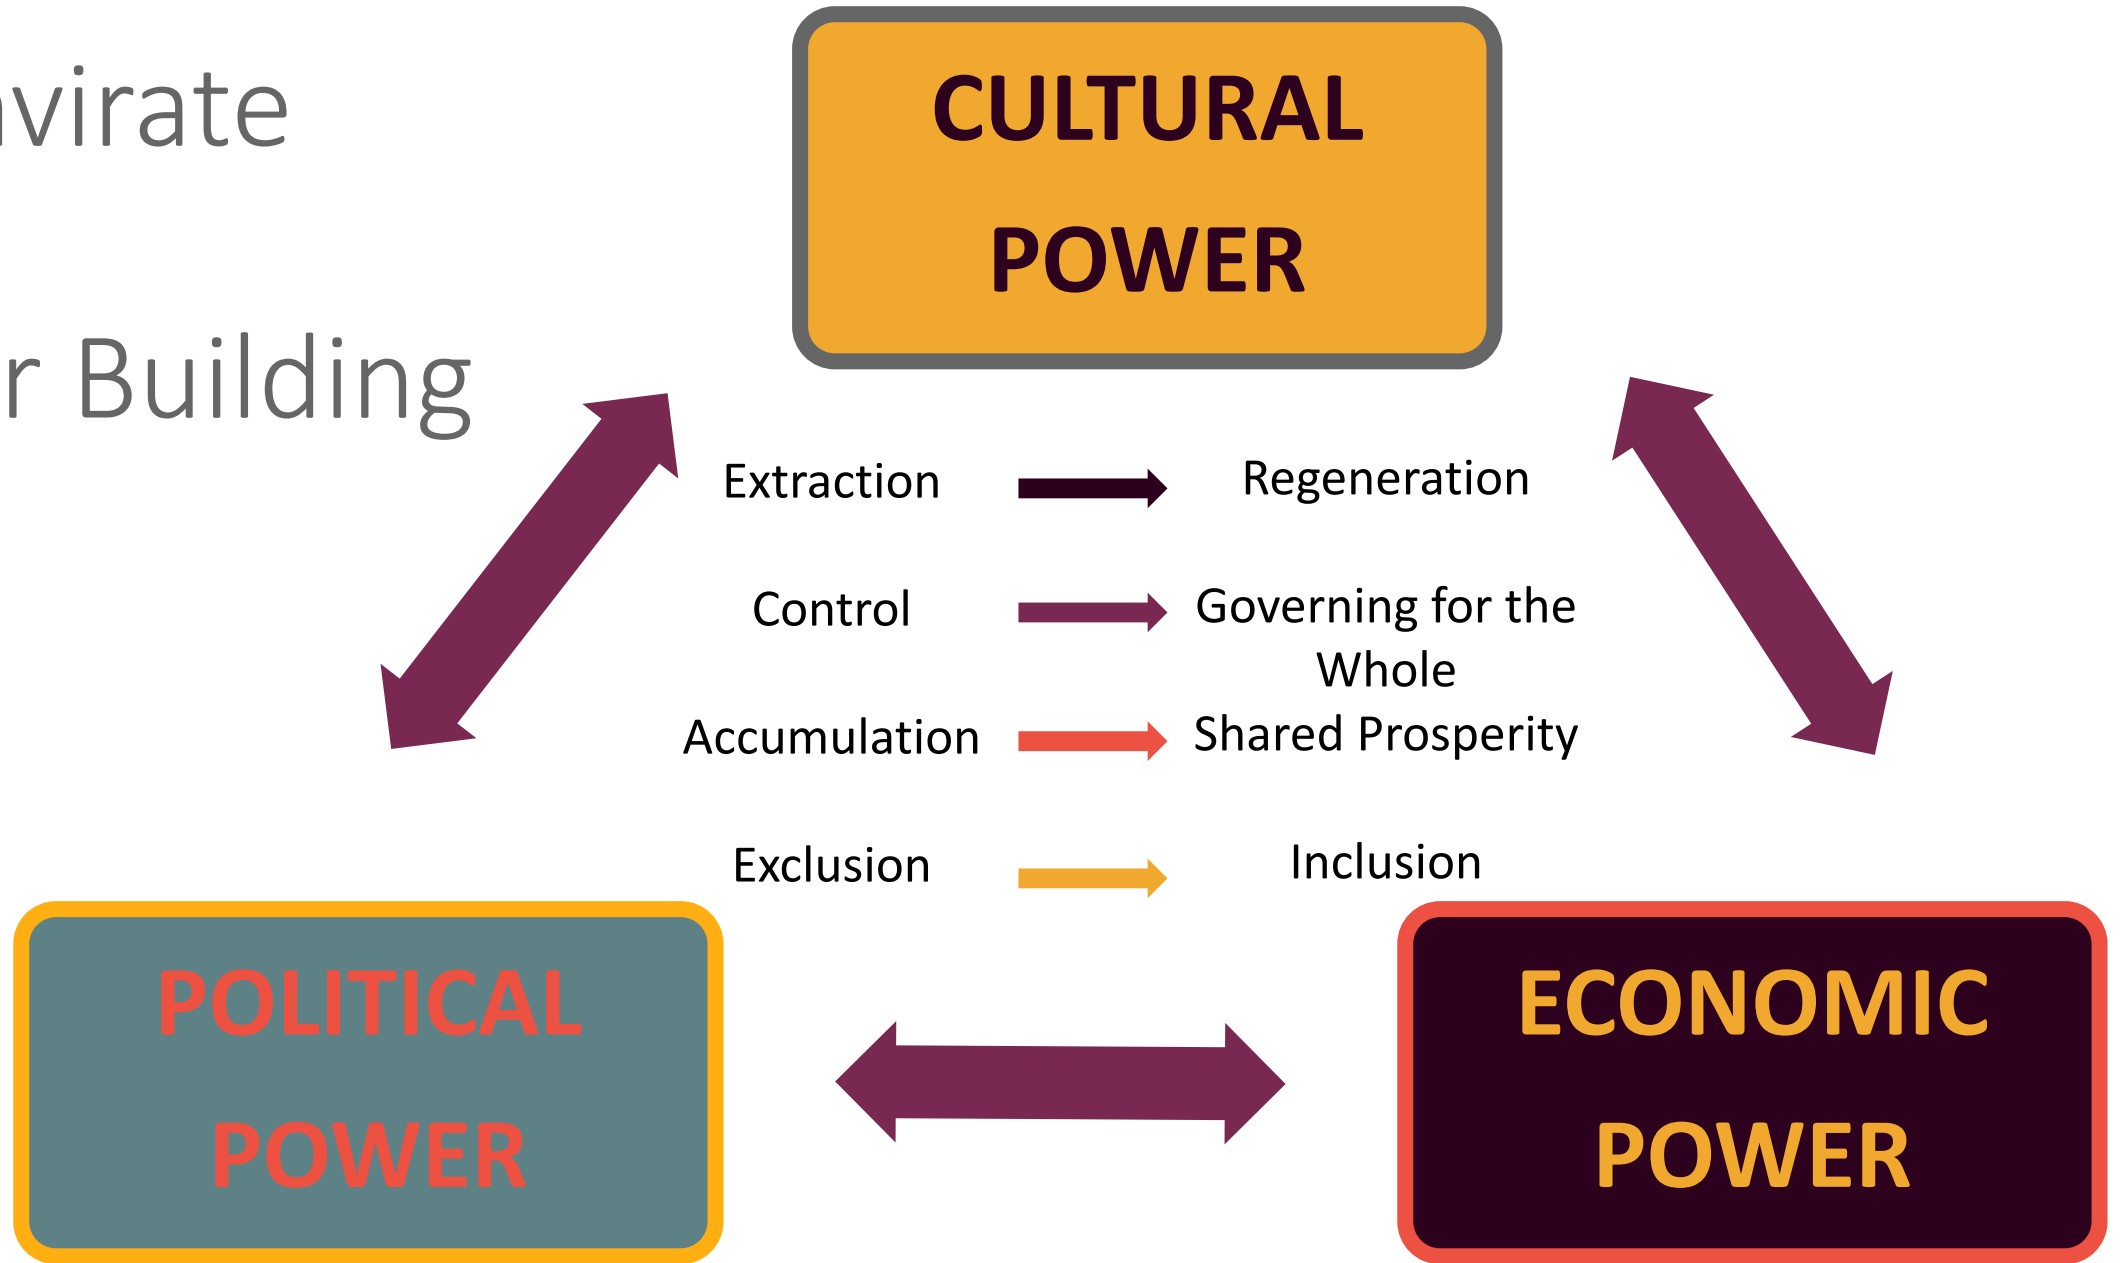 CULTURAL
POWER
virate
r Building
Extraction Regeneration
Control Governing for the
Whole
Accumulation Shared Prosperity
Exclusion Inclusion
POLITICAL
POWER
ECONOMIC
POWER